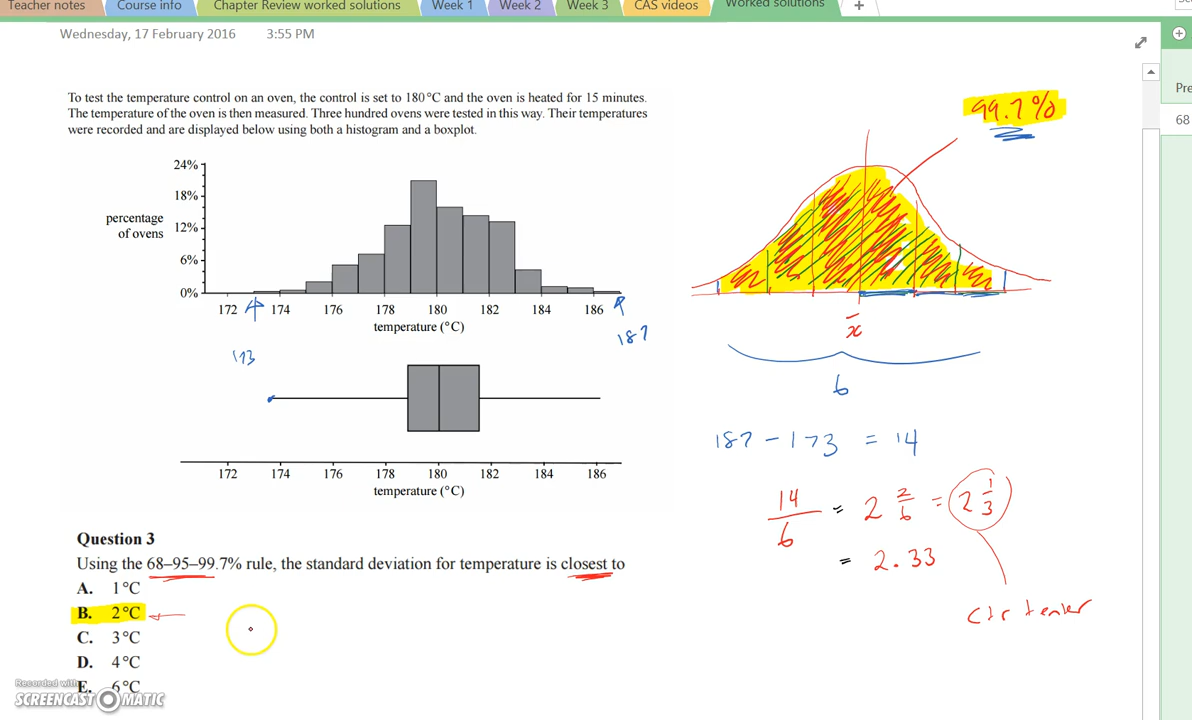 Teacher notes Course info Chapter Review worked solutions Week 1 Week 2 Week 3 CAS videos Worked solutions +
Wednesday, 17 February 2016 3:55 PM
Pre
68
To test the temperature control on an oven, the control is set to 180°C and the oven is heated for 15 minutes.
The temperature of the oven is then measured. Three hundred ovens were tested in this way. Their temperatures
were recorded and are displayed below using both a histogram and a boxplot.
24%
18%
percentage
of ovens
12%
6%
0%
172 174 176 178 180 182 184 186
temperature (°C)
173
187
172 174 176 178 180 182 184 186
temperature (°C)
99.7%
x̄
6
187 - 173 = 14
14/6 = 2 2/6 = 2 1/3
= 2.33
Question 3
Using the 68–95–99.7% rule, the standard deviation for temperature is closest to
A. 1°C
B. 2°C
C. 3°C
D. 4°C
E. 6°C
Recorded with
SCREENCAST MATIC